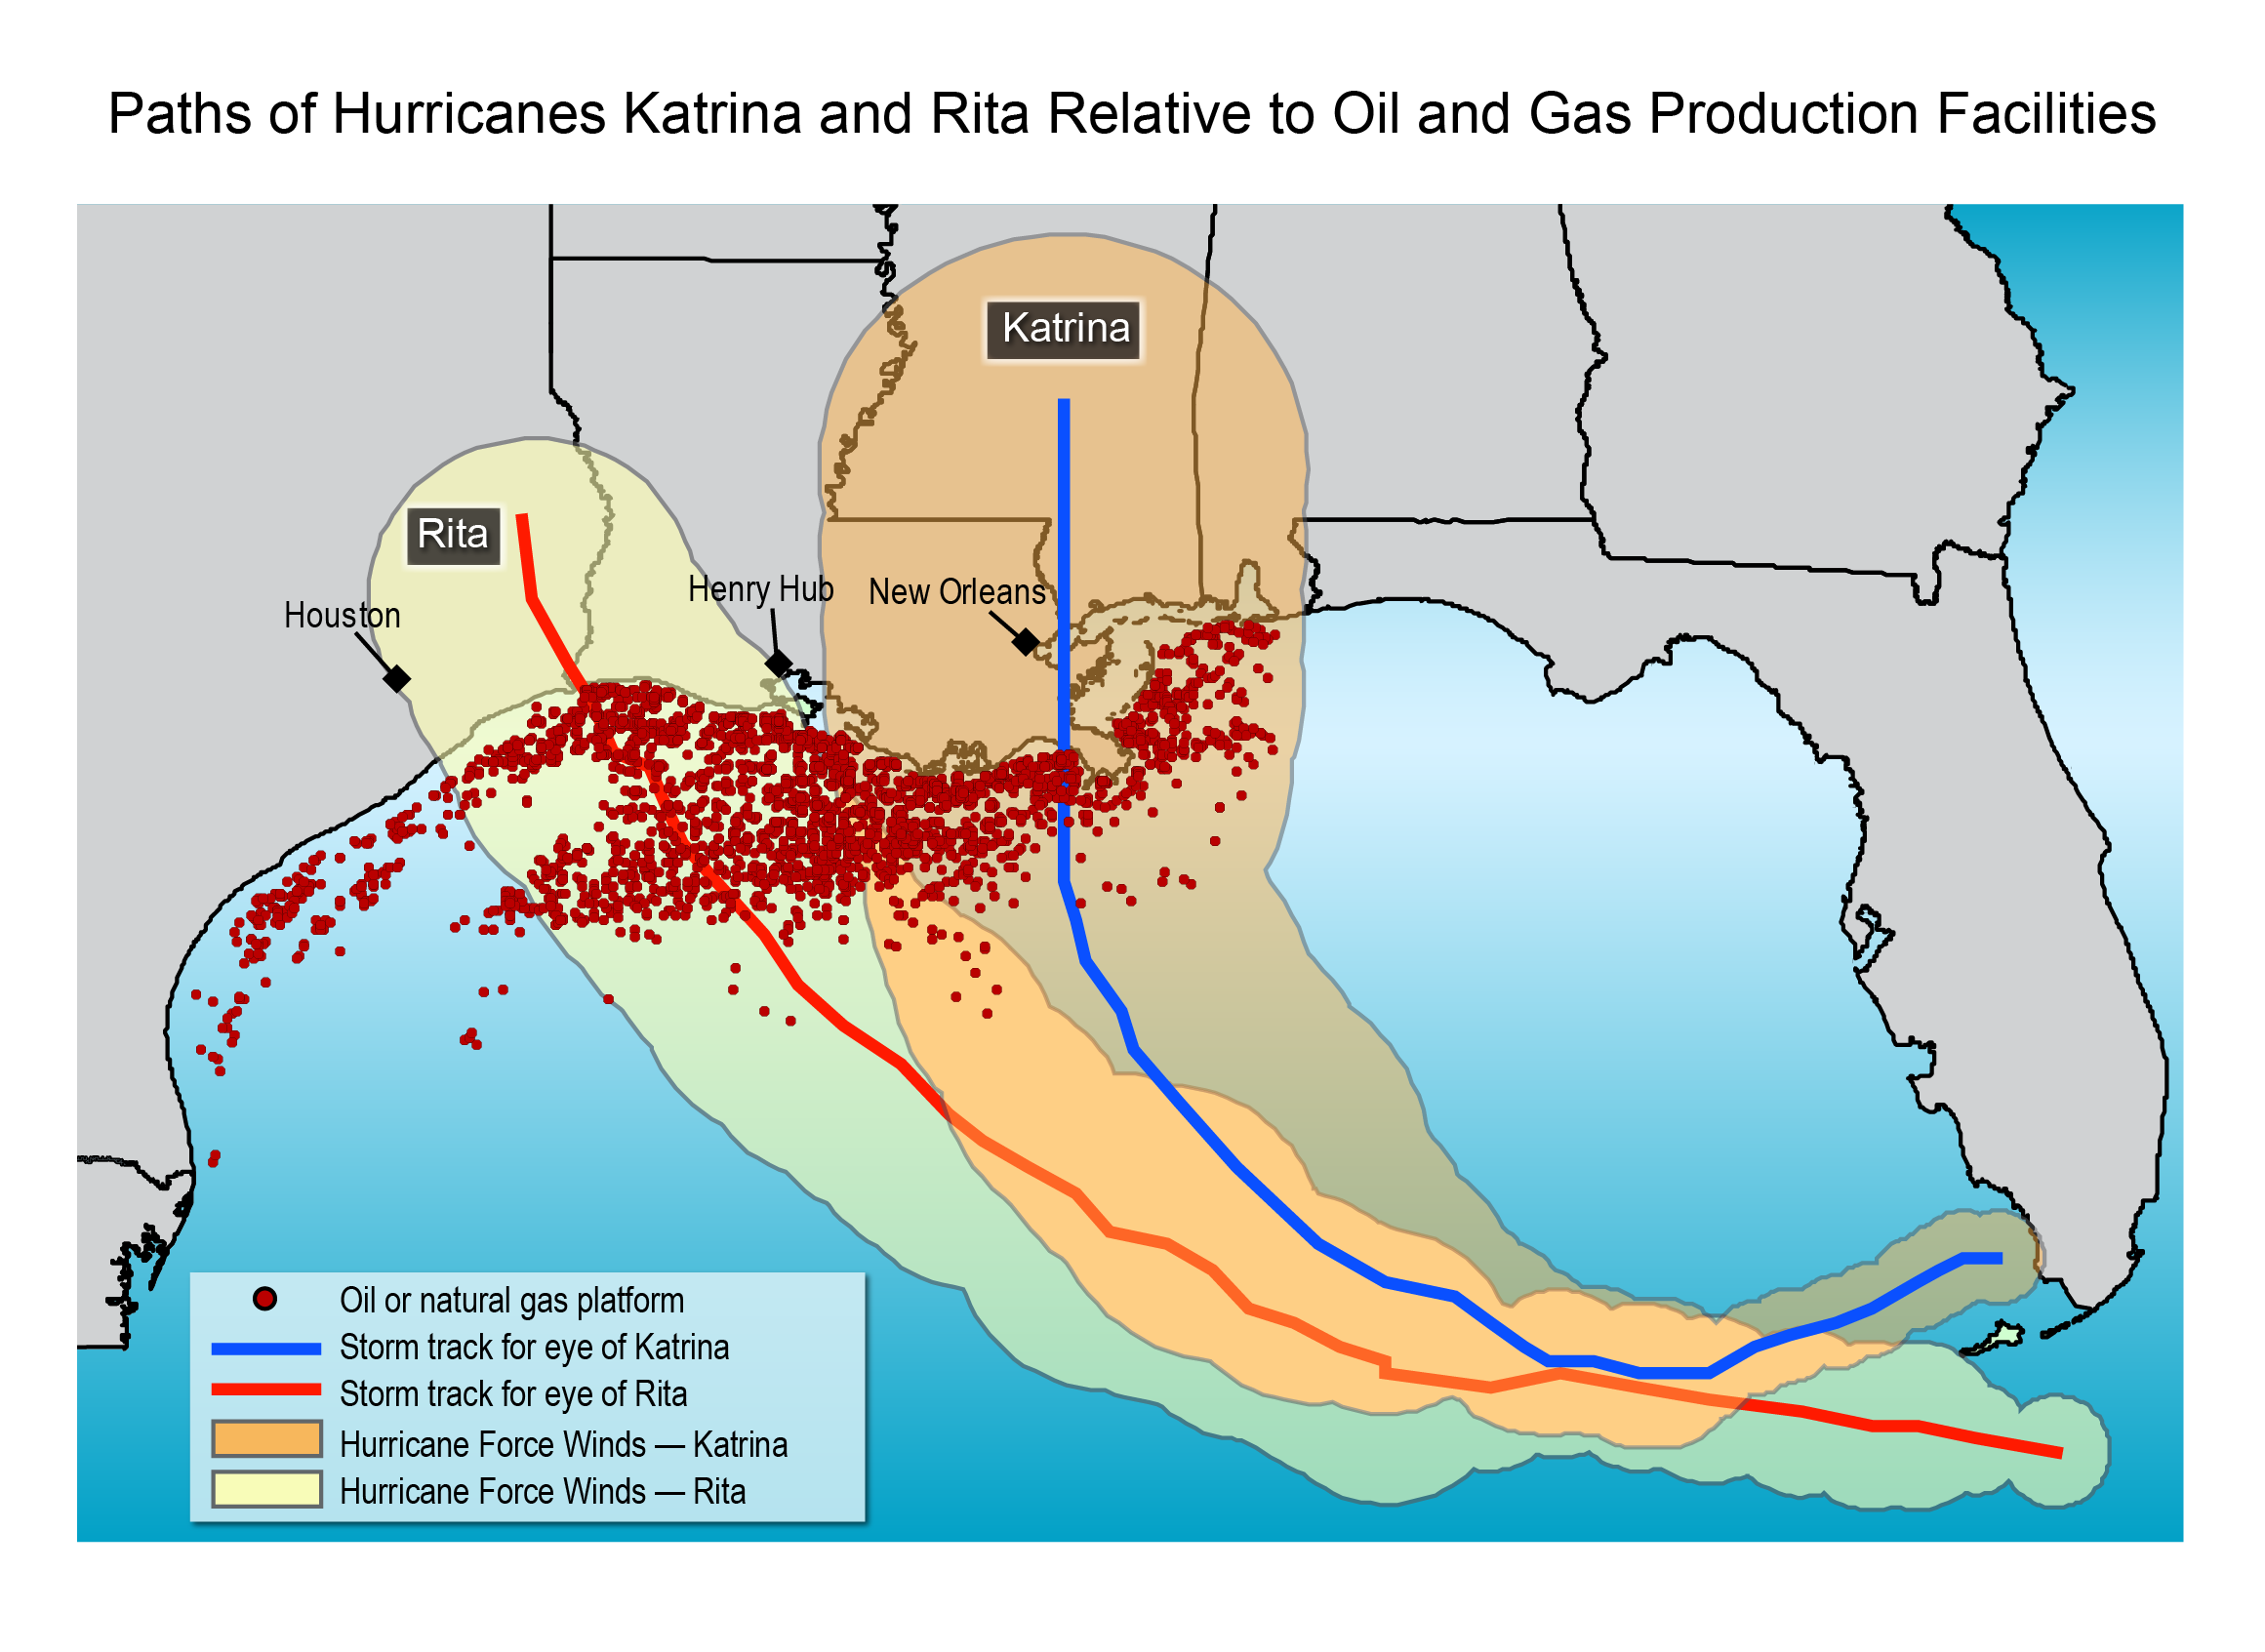 Paths of Hurricanes Katrina and Rita Relative to Oil and Gas Production Facilities
Katrina
Rita
Henry Hub
New Orleans
Houston
Oil or natural gas platform
Storm track for eye of Katrina
Storm track for eye of Rita
Hurricane Force Winds — Katrina
Hurricane Force Winds — Rita